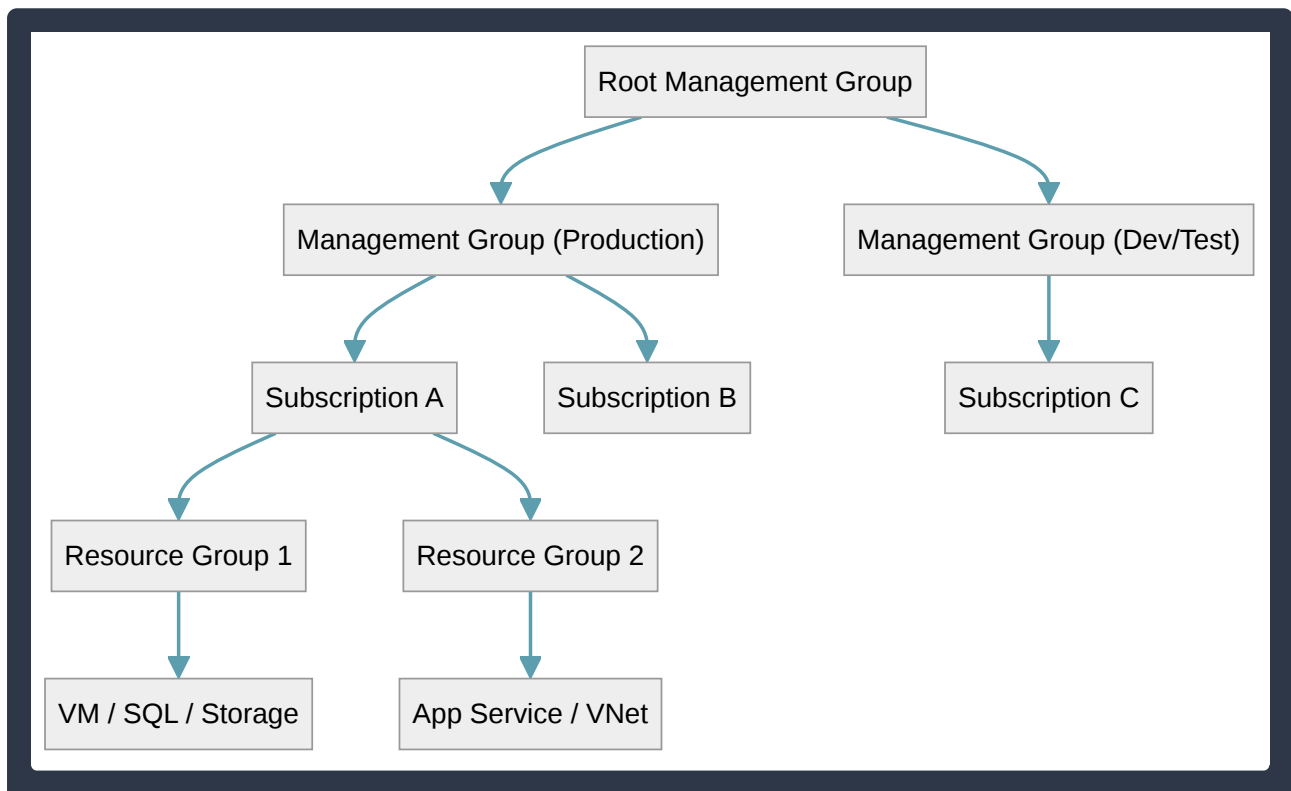 Root Management Group
Management Group (Production)
Management Group (Dev/Test)
Subscription A
Subscription B
Subscription C
Resource Group 1
Resource Group 2
VM / SQL / Storage
App Service / VNet